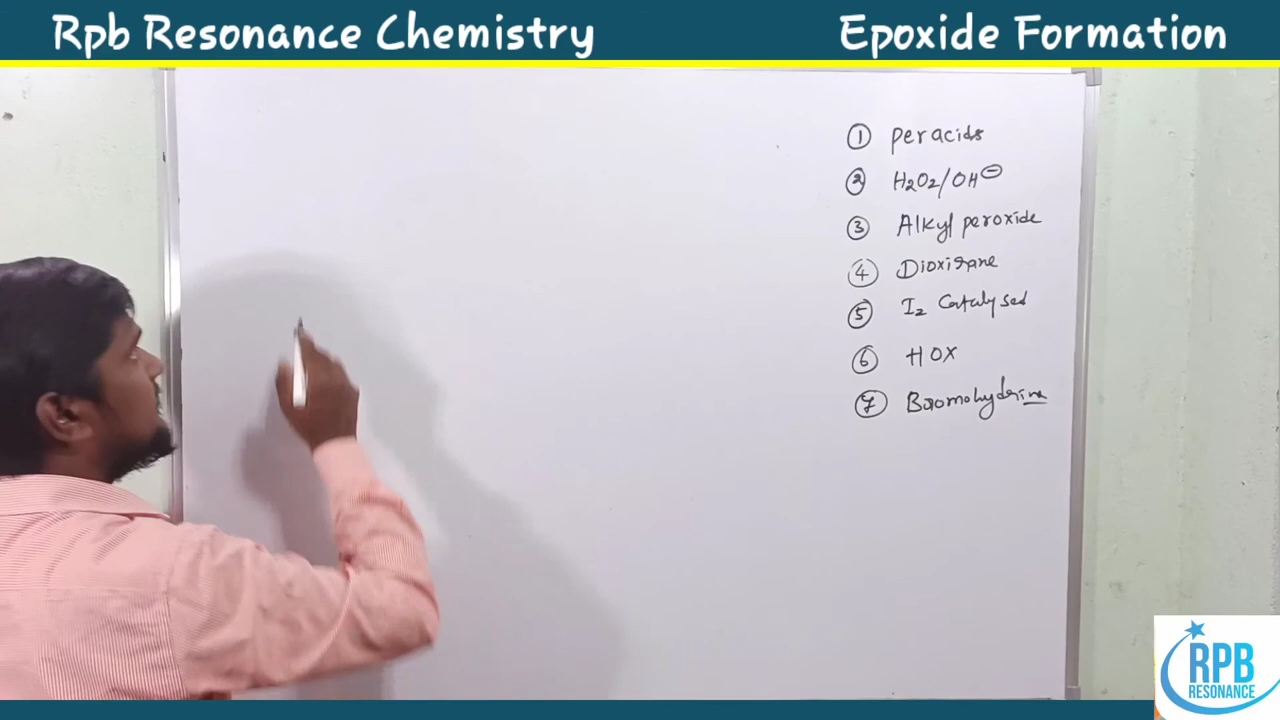 Rpb Resonance Chemistry
Epoxide Formation
① peracids
② H₂O₂/OH⊖
③ Alkyl peroxide
④ Dioxirane
⑤ I₂ Catalysed
⑥ HOX
⑦ Bromohydrin
RPB
RESONANCE